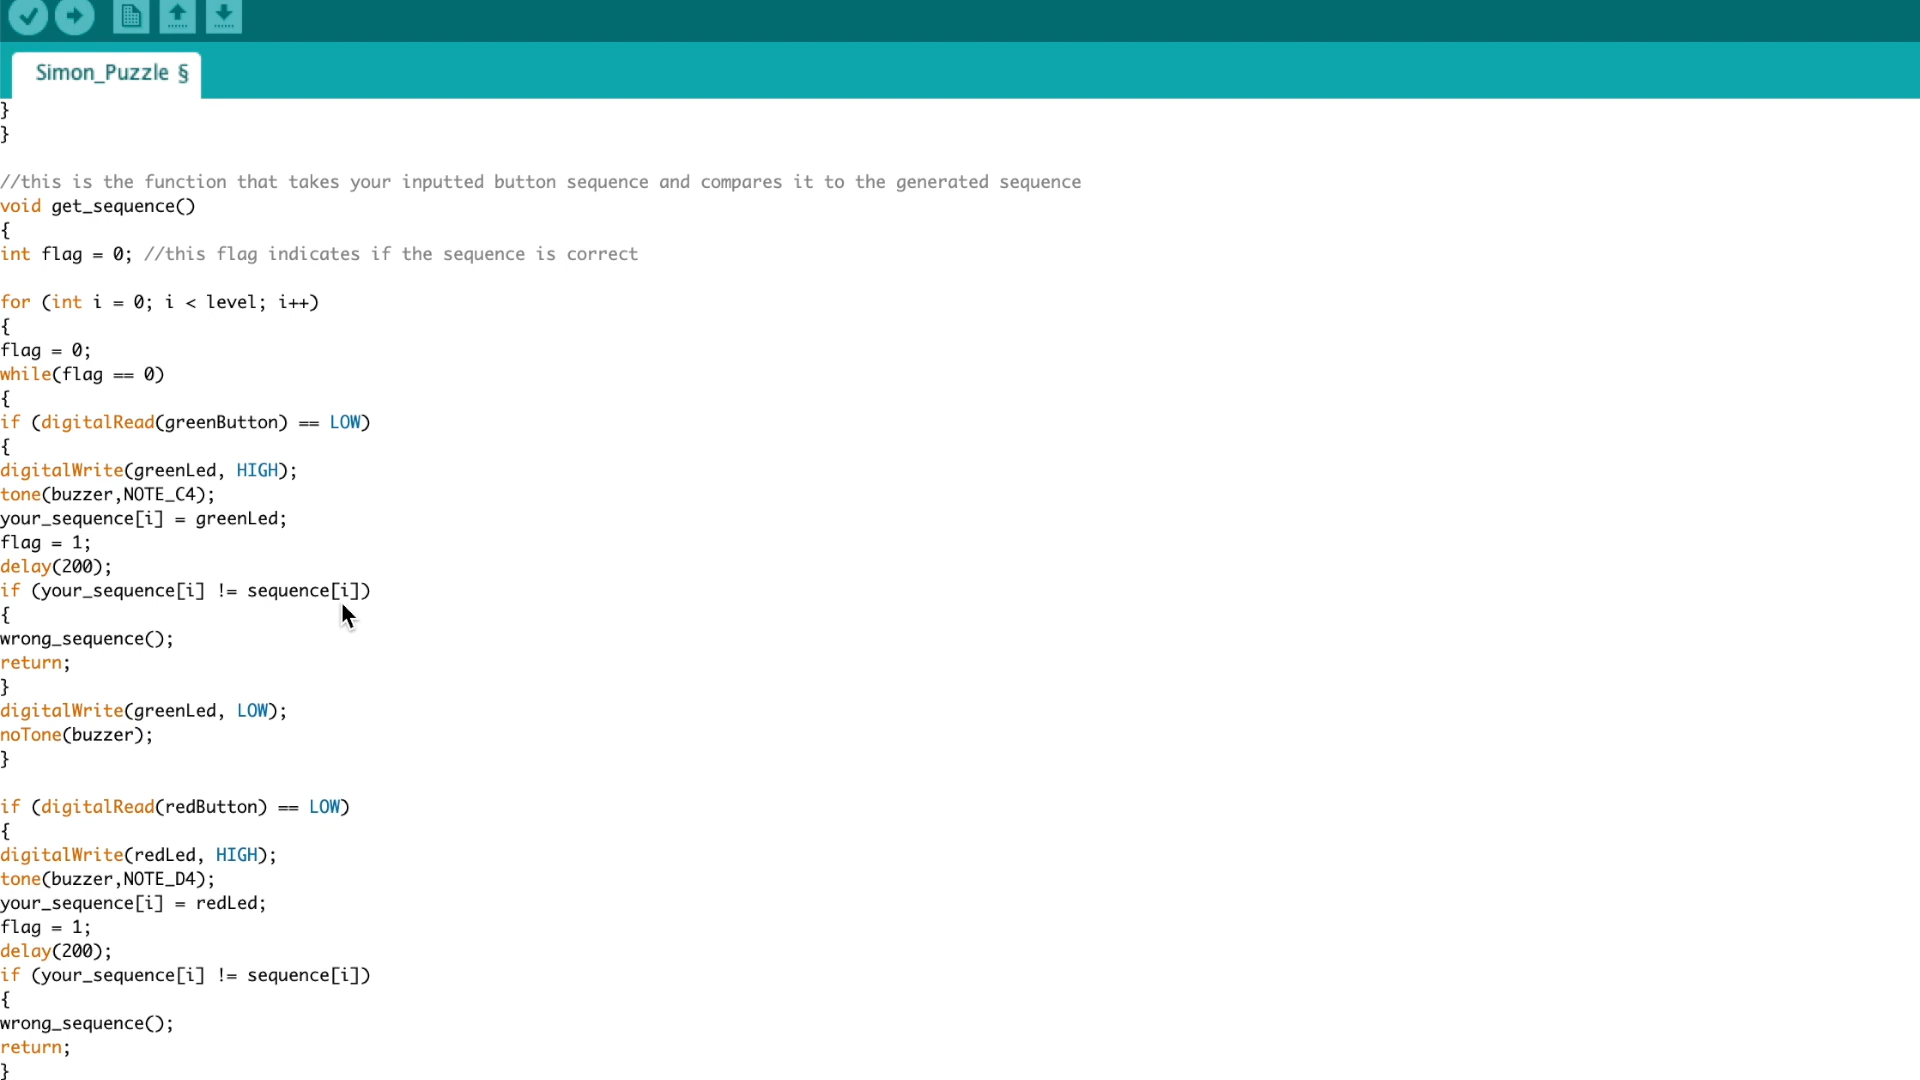 Simon_Puzzle §
}
}
//this is the function that takes your inputted button sequence and compares it to the generated sequence
void get_sequence()
{
int flag = 0; //this flag indicates if the sequence is correct
for (int i = 0; i < level; i++)
{
flag = 0;
while(flag == 0)
{
if (digitalRead(greenButton) == LOW)
{
digitalWrite(greenLed, HIGH);
tone(buzzer,NOTE_C4);
your_sequence[i] = greenLed;
flag = 1;
delay(200);
if (your_sequence[i] != sequence[i])
{
wrong_sequence();
return;
}
digitalWrite(greenLed, LOW);
noTone(buzzer);
}
if (digitalRead(redButton) == LOW)
{
digitalWrite(redLed, HIGH);
tone(buzzer,NOTE_D4);
your_sequence[i] = redLed;
flag = 1;
delay(200);
if (your_sequence[i] != sequence[i])
{
wrong_sequence();
return;
}